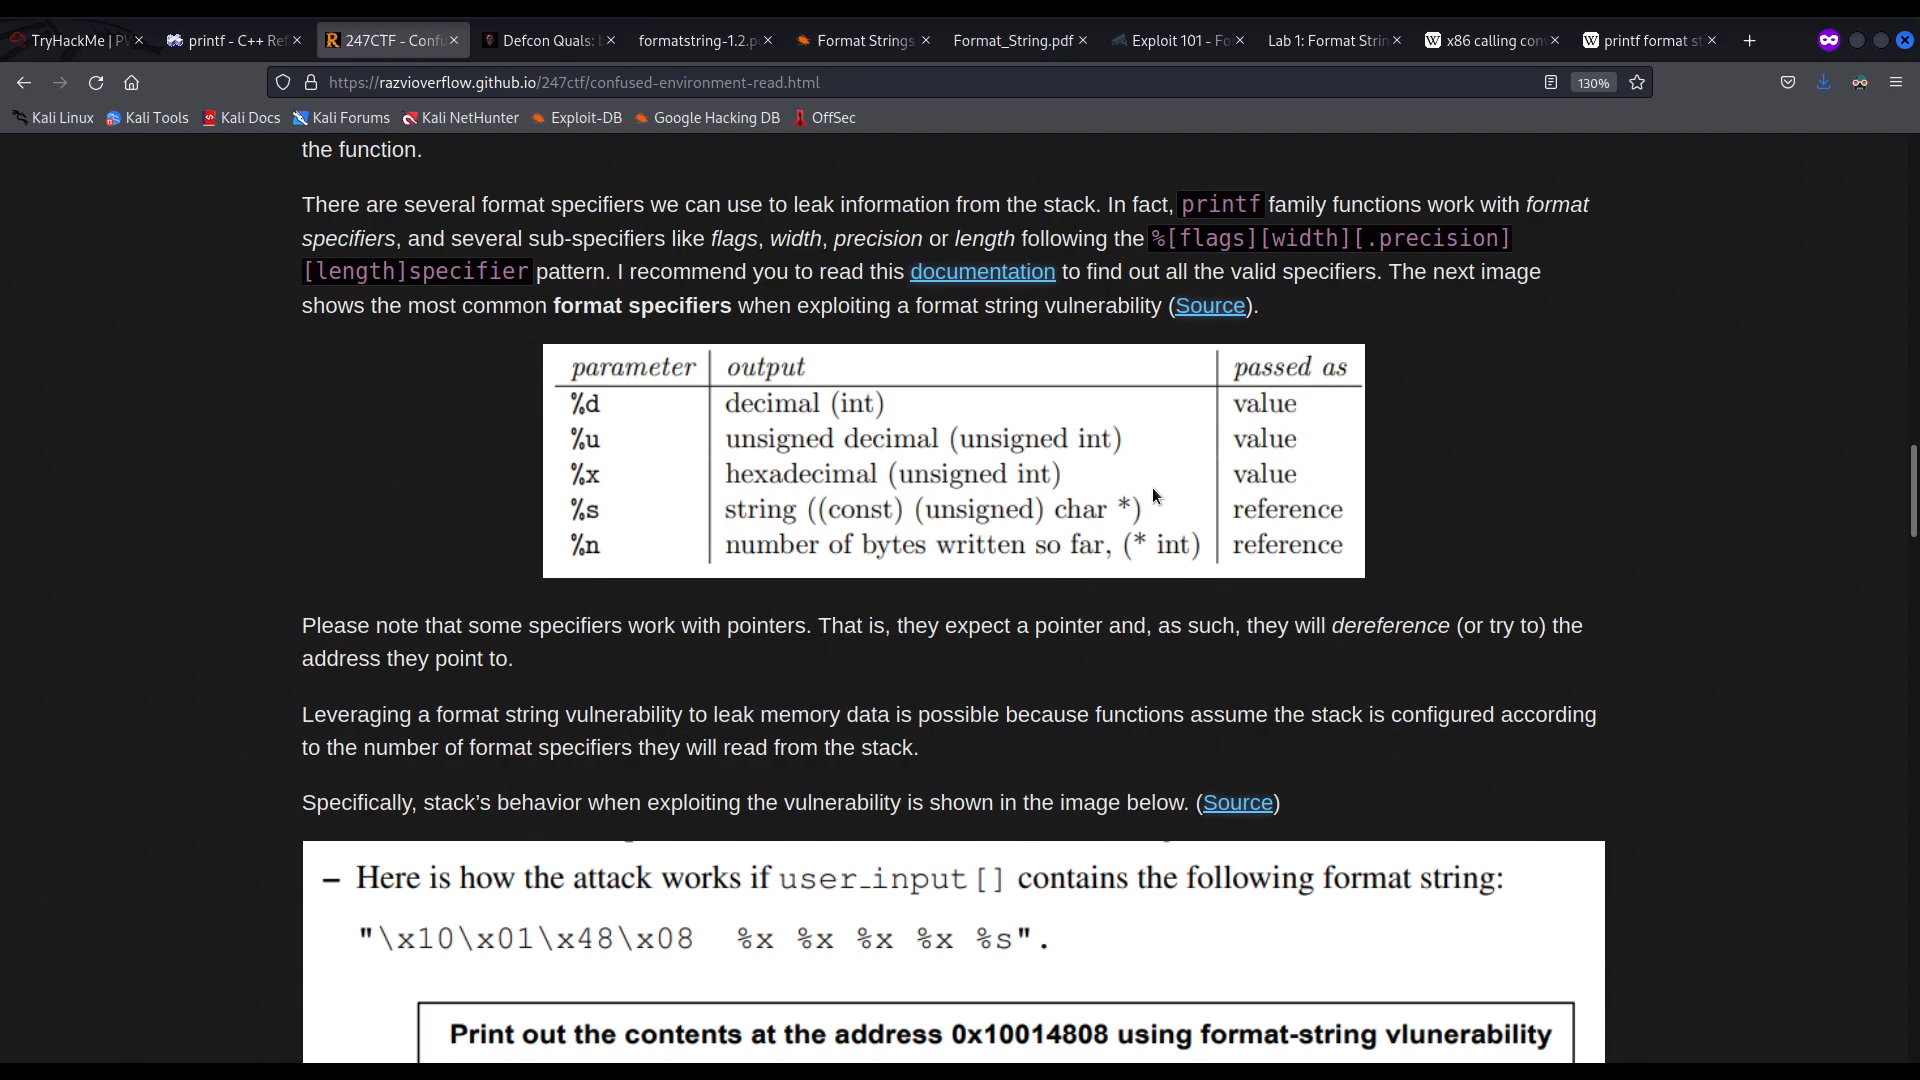 TryHackMe | PW
printf - C++ Ref
247CTF - Confu
Defcon Quals: b
formatstring-1.2.p
Format Strings
Format_String.pdf
Exploit 101 - Fo
Lab 1: Format Strin
x86 calling conv
printf format st
https://razvioverflow.github.io/247ctf/confused-environment-read.html
130%
Kali Linux
Kali Tools
Kali Docs
Kali Forums
Kali NetHunter
Exploit-DB
Google Hacking DB
OffSec
the function.
There are several format specifiers we can use to leak information from the stack. In fact, printf family functions work with format
specifiers, and several sub-specifiers like flags, width, precision or length following the %[flags][width][.precision]
[length]specifier pattern. I recommend you to read this documentation to find out all the valid specifiers. The next image
shows the most common format specifiers when exploiting a format string vulnerability (Source).
parameter output passed as
%d decimal (int) value
%u unsigned decimal (unsigned int) value
%x hexadecimal (unsigned int) value
%s string ((const) (unsigned) char *) reference
%n number of bytes written so far, (* int) reference
Please note that some specifiers work with pointers. That is, they expect a pointer and, as such, they will dereference (or try to) the
address they point to.
Leveraging a format string vulnerability to leak memory data is possible because functions assume the stack is configured according
to the number of format specifiers they will read from the stack.
Specifically, stack’s behavior when exploiting the vulnerability is shown in the image below. (Source)
– Here is how the attack works if user_input[] contains the following format string:
"\x10\x01\x48\x08 %x %x %x %x %s".
Print out the contents at the address 0x10014808 using format-string vlunerability